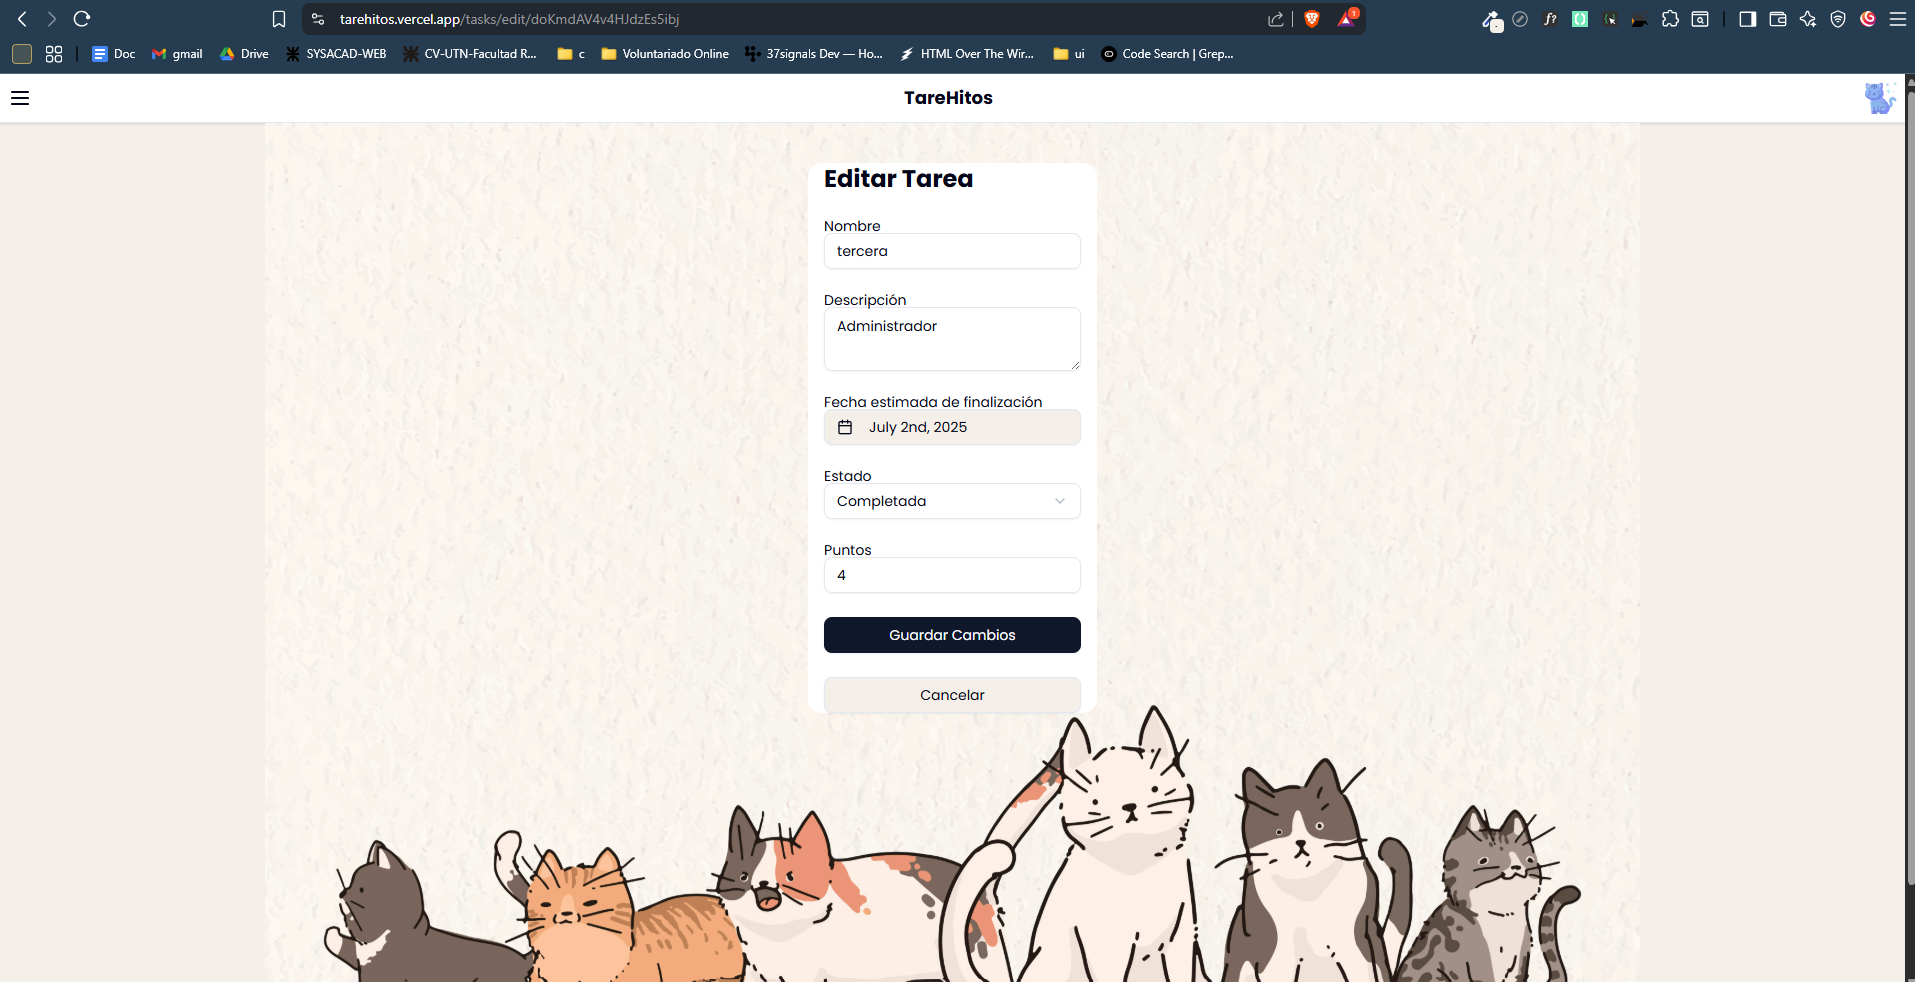 tarehitos.vercel.app/tasks/edit/doKmdAV4v4HJdzEs5ibj
1
f?
Doc
gmail
Drive
SYSACAD-WEB
CV-UTN-Facultad R...
c
Voluntariado Online
37signals Dev — Ho...
HTML Over The Wir...
ui
Code Search | Grep...
TareHitos
Editar Tarea
Nombre
tercera
Descripción
Administrador
Fecha estimada de finalización
July 2nd, 2025
Estado
Completada
Puntos
4
Guardar Cambios
Cancelar